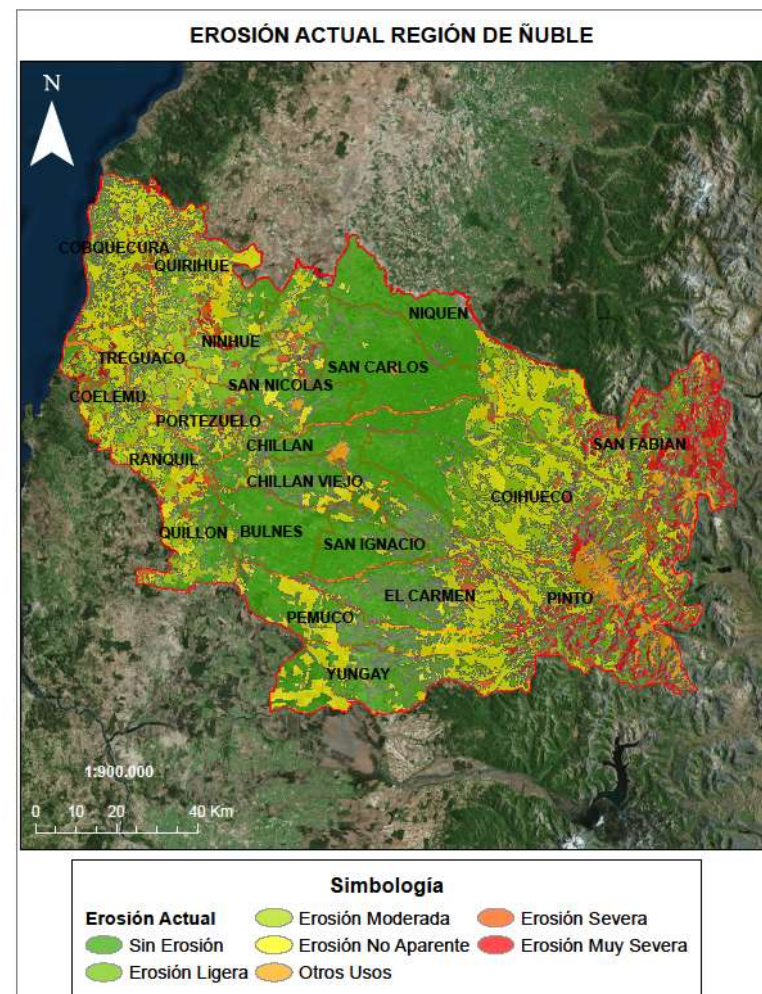 EROSIÓN ACTUAL REGIÓN DE ÑUBLE
N
COBQUECURA
QUIRIHUE
NIQUEN
NINHUE
TREGUACO
SAN CARLOS
SAN NICOLAS
COELEMU
PORTEZUELO
CHILLAN
SAN FABIAN
RANQUIL
CHILLAN VIEJO
COIHUECO
QUILLON
BULNES
SAN IGNACIO
EL CARMEN
PINTO
PEMUCO
YUNGAY
1:900.000
0 10 20 40 Km
Simbología
Erosión Actual
Sin Erosión
Erosión Ligera
Erosión Moderada
Erosión No Aparente
Otros Usos
Erosión Severa
Erosión Muy Severa